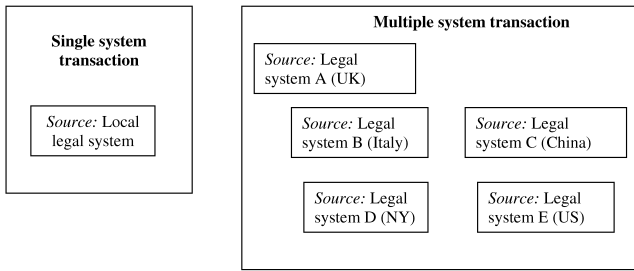 Single system
transaction
Source: Local
legal system
Multiple system transaction
Source: Legal
system A (UK)
Source: Legal
system B (Italy)
Source: Legal
system C (China)
Source: Legal
system D (NY)
Source: Legal
system E (US)